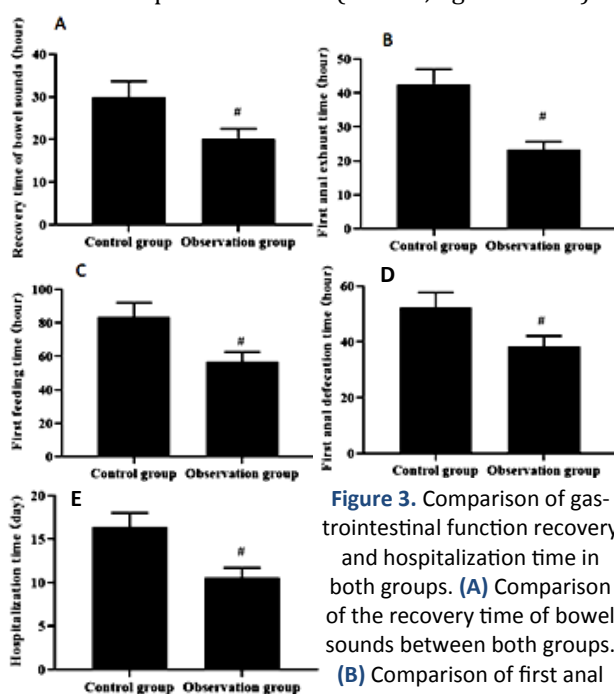 A
Recovery time of bowel sounds (hour)
40
30
20
10
0
#
Control group Observation group
B
First anal exhaust time (hour)
50
40
30
20
10
0
#
Control group Observation group
C
First feeding time (hour)
100
80
60
40
20
0
#
Control group Observation group
D
First anal defecation time (hour)
60
40
20
0
#
Control group Observation group
E
Hospitalization time (day)
20
15
10
5
0
#
Control group Observation group
Figure 3. Comparison of gas-
trointestinal function recovery
and hospitalization time in
both groups. (A) Comparison
of the recovery time of bowel
sounds between both groups.
(B) Comparison of first anal